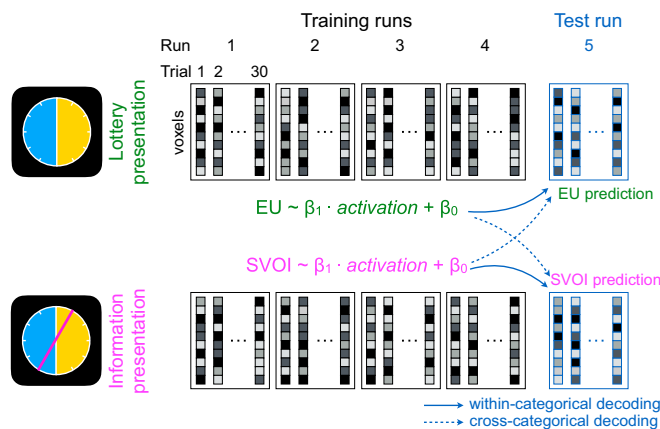 Training runs
Test run
Run 1 2 3 4 5
Trial 1 2 30
Lottery
presentation
voxels
... ... ... ... ...
EU ~ β₁ · activation + β₀
EU prediction
SVOI ~ β₁ · activation + β₀
SVOI prediction
Information
presentation
... ... ... ... ...
within-categorical decoding
cross-categorical decoding